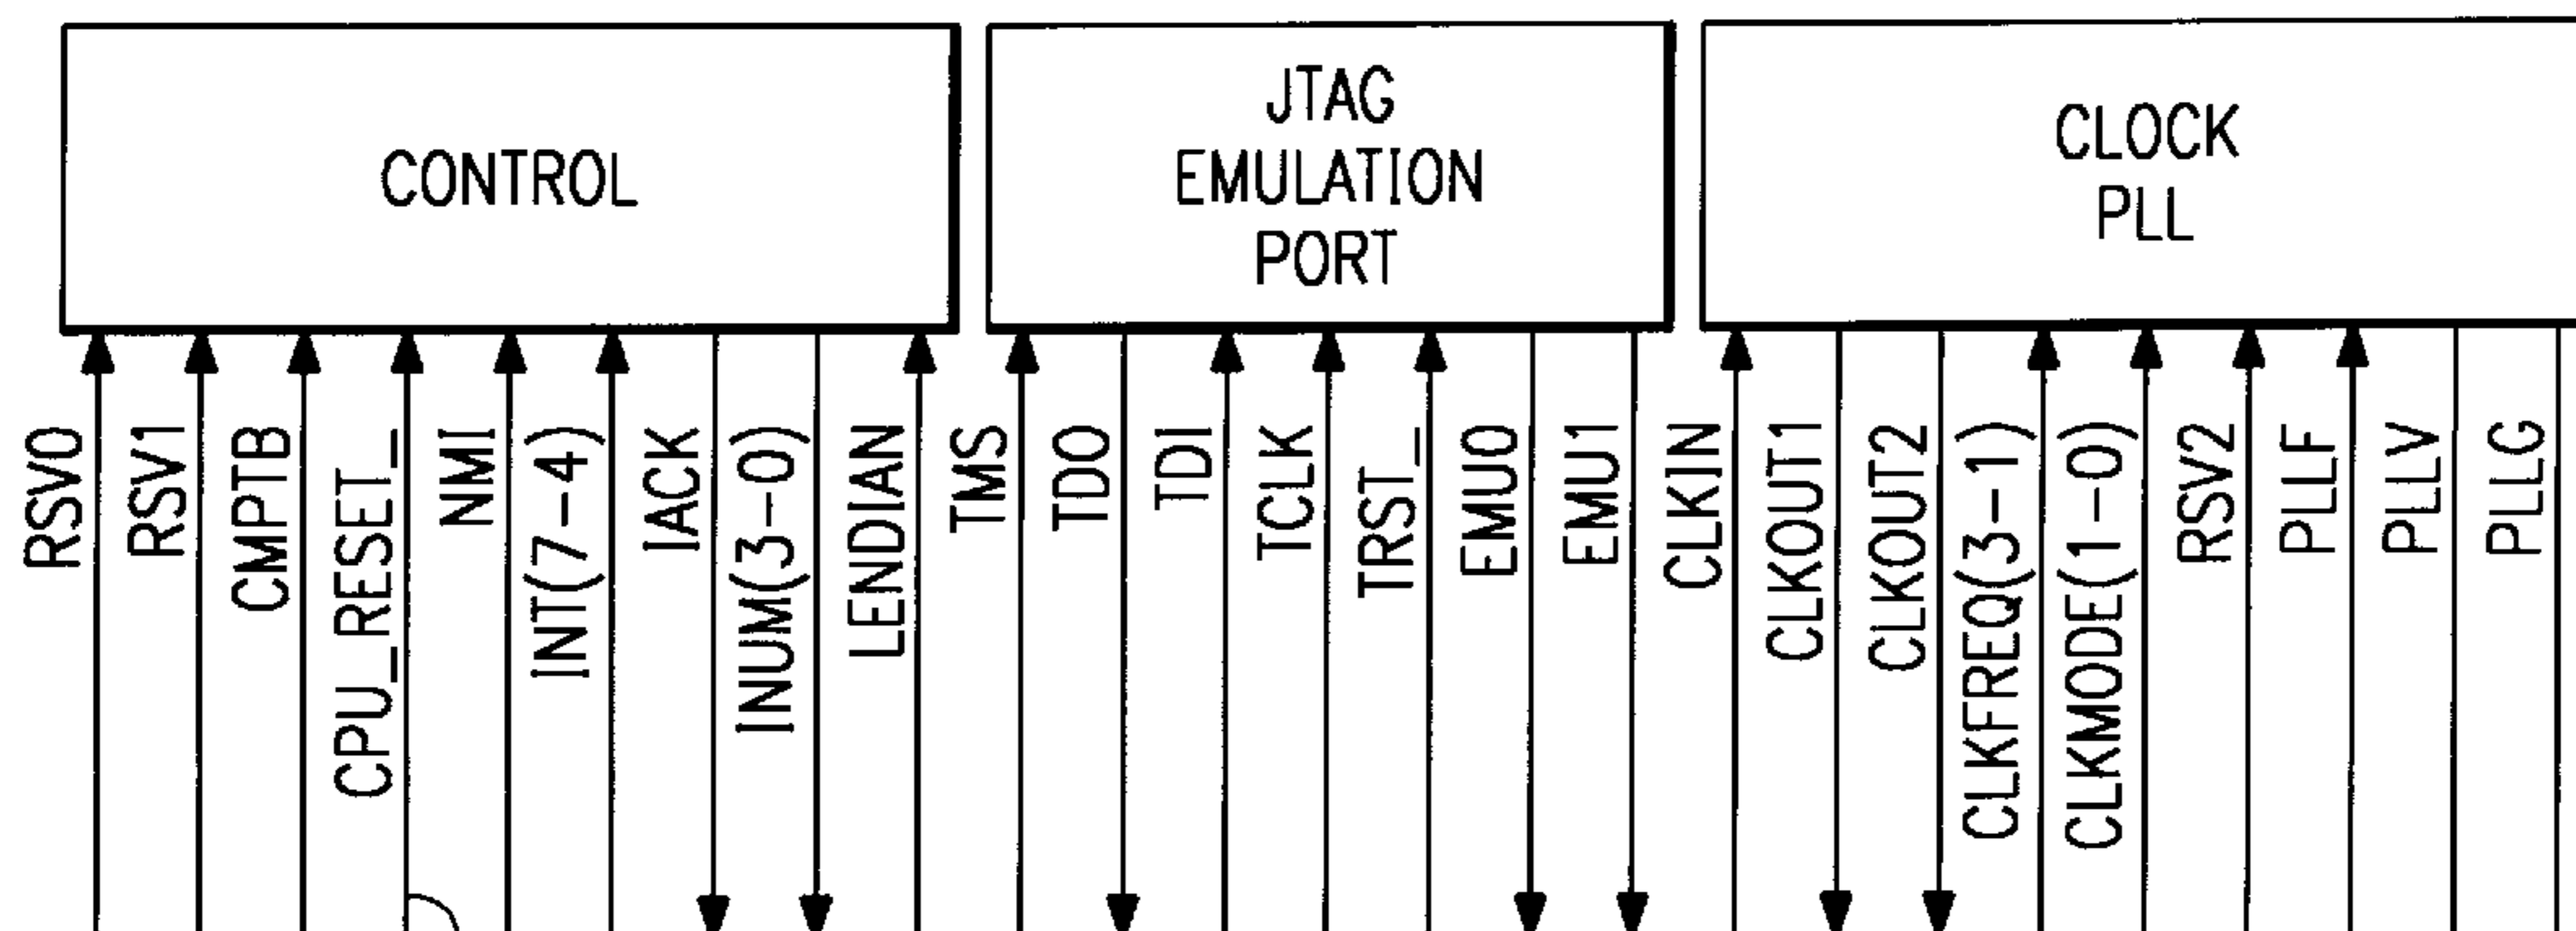 CONTROL
JTAG
EMULATION
PORT
CLOCK
PLL
RSV0
RSV1
CMPTB
CPU_RESET_
NMI
INT(7-4)
IACK
INUM(3-0)
LENDIAN
TMS
TDO
TDI
TCLK
TRST_
EMU0
EMU1
CLKIN
CLKOUT1
CLKOUT2
CLKFREQ(3-1)
CLKMODE(1-0)
RSV2
PLLF
PLLV
PLLG